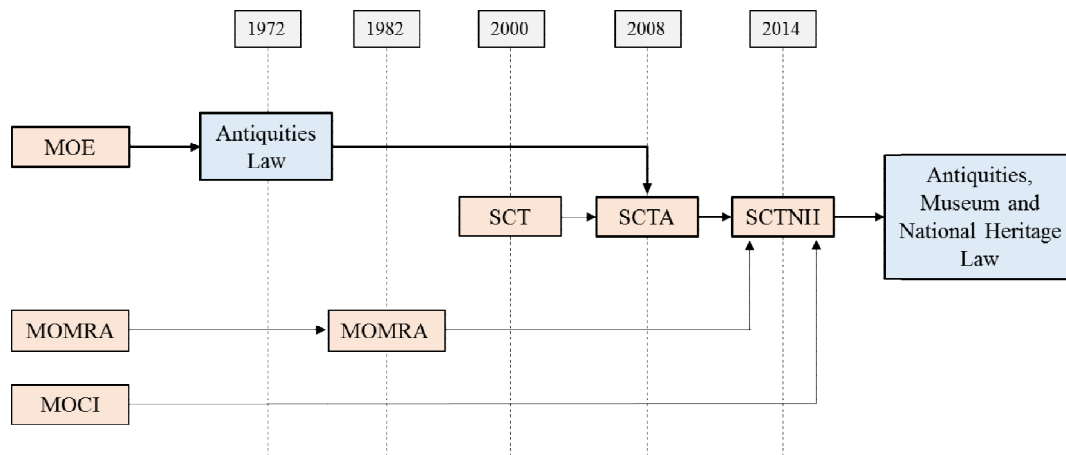 1972
1982
2000
2008
2014
MOE
Antiquities
Law
SCT
SCTA
SCTNH
Antiquities,
Museum and
National Heritage
Law
MOMRA
MOMRA
MOCI